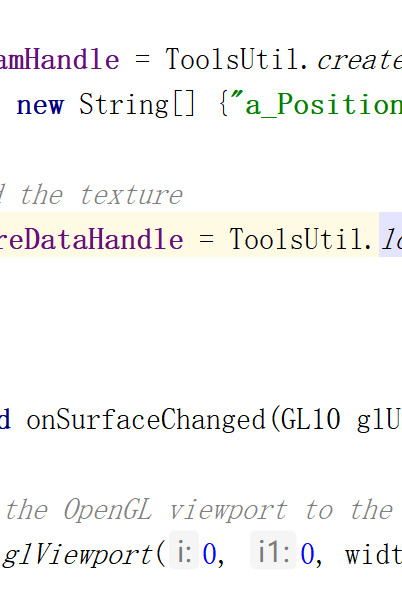 amHandle = ToolsUtil.create
new String[] {"a_Position
d the texture
reDataHandle = ToolsUtil.lo
d onSurfaceChanged(GL10 glU
the OpenGL viewport to the
glViewport( i: 0,  i1: 0, widt